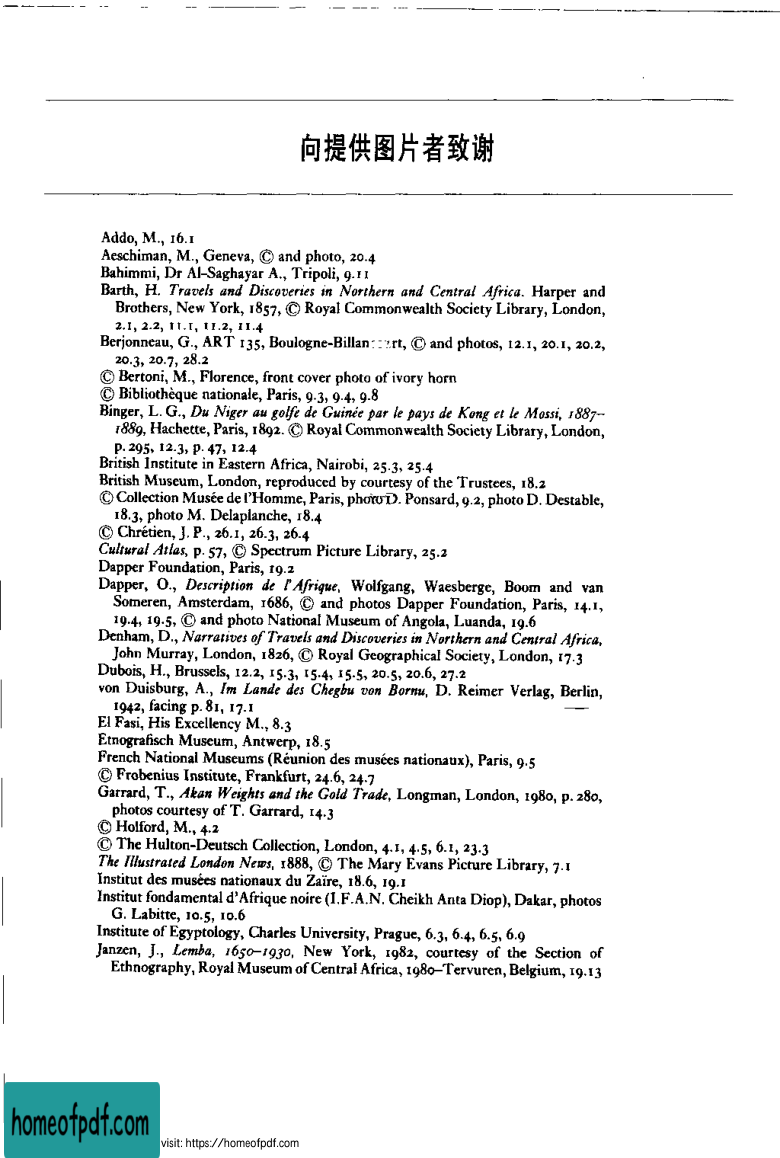 向提供图片者致谢
Addo, M., 16.1
Aeschiman, M., Geneva, © and photo, 20.4
Bahimmi, Dr Al-Saghayar A., Tripoli, 9.11
Barth, H. Travels and Discoveries in Northern and Central Africa. Harper and
Brothers, New York, 1857, © Royal Commonwealth Society Library, London,
2.1, 2.2, 11.1, 11.2, 11.4
Berjonneau, G., ART 135, © and photos, 12.1, 20.1, 20.2,
20.3, 20.7, 28.2
© Bertoni, M., Florence, front cover photo of ivory horn
© Bibliothèque nationale, Paris, 9.3, 9.4, 9.8
Binger, L. G., Du Niger au golfe de Guinée par le pays de Kong et le Mossi, 1887–
1889, Hachette, Paris, 1892. © Royal Commonwealth Society Library, London,
p. 295, 12.3, p. 47, 12.4
British Institute in Eastern Africa, Nairobi, 25.3, 25.4
British Museum, London, reproduced by courtesy of the Trustees, 18.2
© Collection Musée de l'Homme, Paris, photo D. Ponsard, 9.2, photo D. Destable,
18.3, photo M. Delaplanche, 18.4
© Chrétien, J. P., 26.1, 26.3, 26.4
Cultural Atlas, p. 57, © Spectrum Picture Library, 25.2
Dapper Foundation, Paris, 19.2
Dapper, O., Description de l'Afrique, Wolfgang, Waesberge, Boom and van
Someren, Amsterdam, 1686, © and photos Dapper Foundation, Paris, 14.1,
19.4, 19.5, © and photo National Museum of Angola, Luanda, 19.6
Denham, D., Narratives of Travels and Discoveries in Northern and Central Africa,
John Murray, London, 1826, © Royal Geographical Society, London, 17.3
Dubois, H., Brussels, 12.2, 15.3, 15.4, 15.5, 20.5, 20.6, 27.2
von Duisburg, A., Im Lande des Chegbu von Bornu, D. Reimer Verlag, Berlin,
1942, facing p. 81, 17.1
El Fasi, His Excellency M., 8.3
Etnografisch Museum, Antwerp, 18.5
French National Museums (Réunion des musées nationaux), Paris, 9.5
© Frobenius Institute, Frankfurt, 24.6, 24.7
Garrard, T., Akan Weights and the Gold Trade, Longman, London, 1980, p. 280,
photos courtesy of T. Garrard, 14.3
© Holford, M., 4.2
© The Hulton-Deutsch Collection, London, 4.1, 4.5, 6.1, 23.3
The Illustrated London News, 1888, © The Mary Evans Picture Library, 7.1
Institut des musées nationaux du Zaïre, 18.6, 19.1
Institut fondamental d'Afrique noire (I.F.A.N. Cheikh Anta Diop), Dakar, photos
G. Labitte, 10.5, 10.6
Institute of Egyptology, Charles University, Prague, 6.3, 6.4, 6.5, 6.9
Janzen, J., Lemba, 1650–1930, New York, 1982, courtesy of the Section of
Ethnography, Royal Museum of Central Africa, 1980–Tervuren, Belgium, 19.13
homeofpdf.com
visit: https://homeofpdf.com